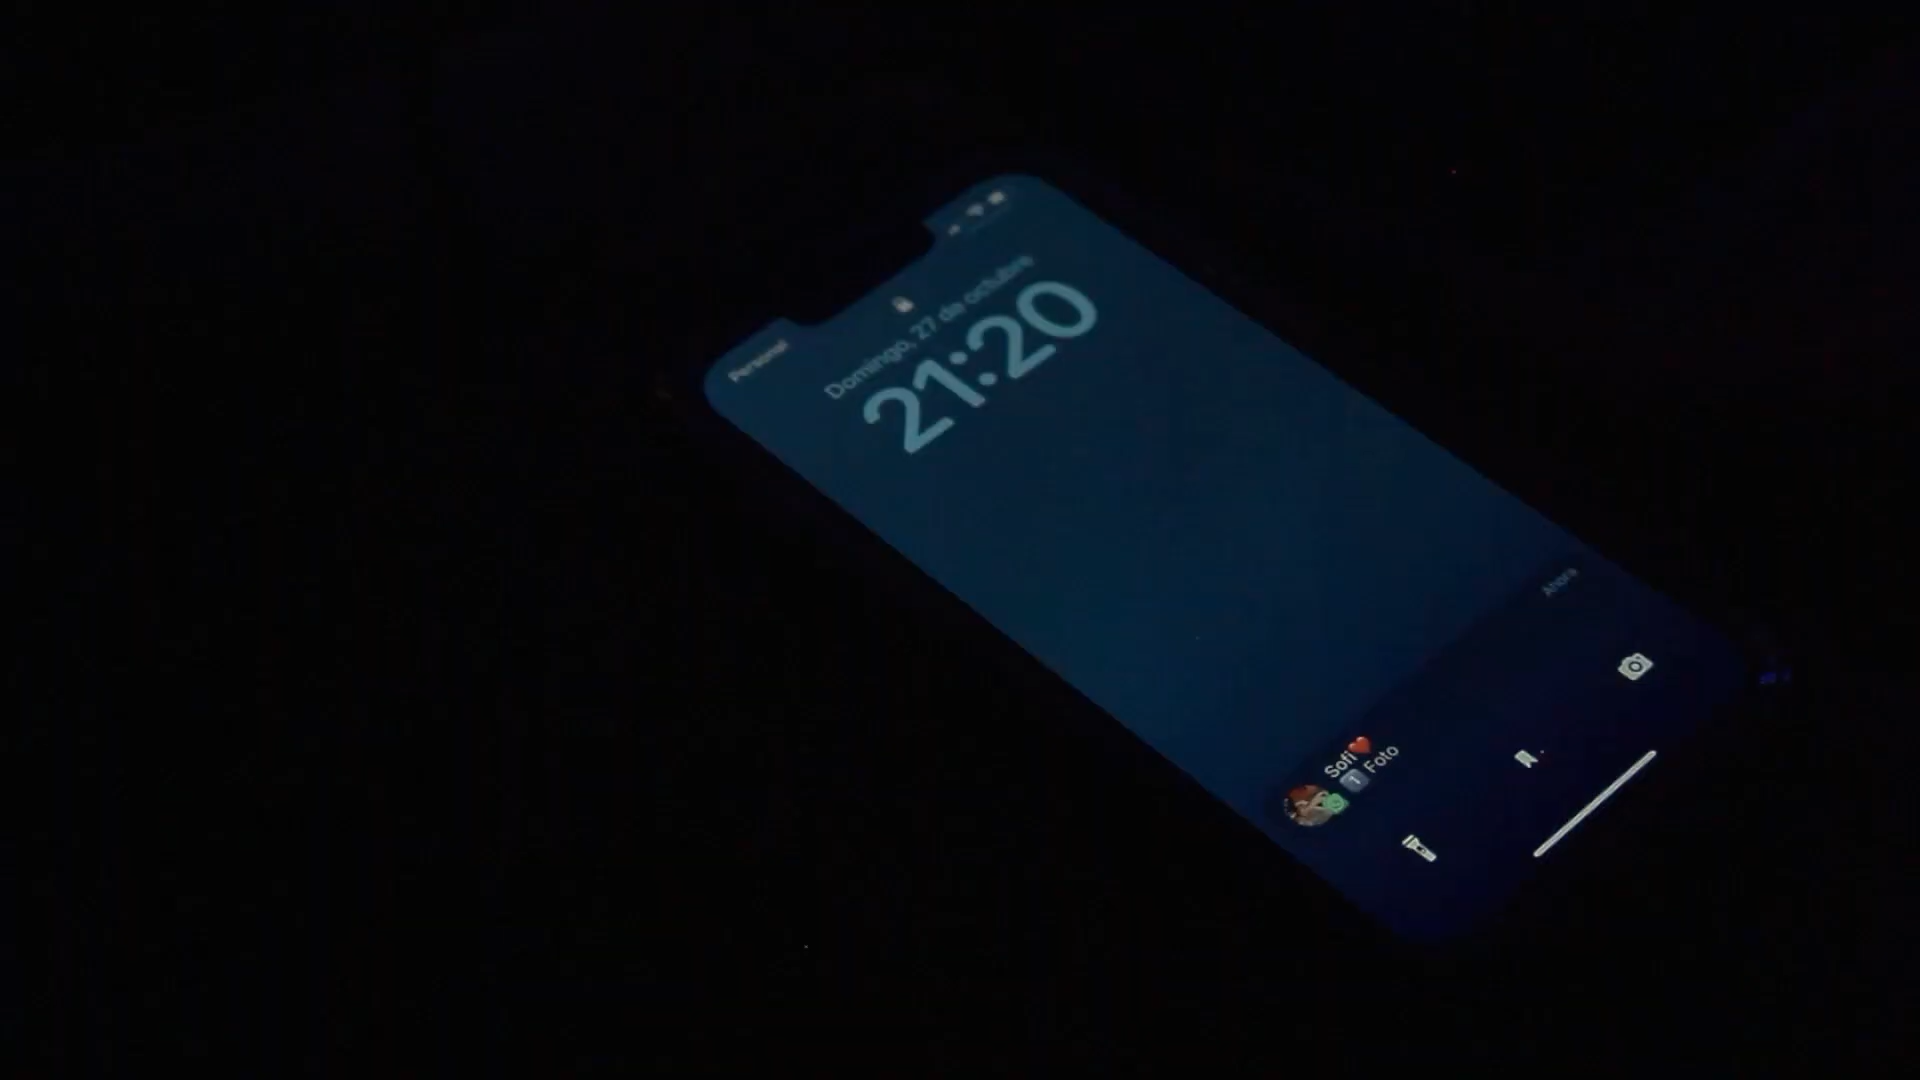 Personal
Domingo, 27 de octubre
21:20
Ahora
Sofi❤️
1 Foto